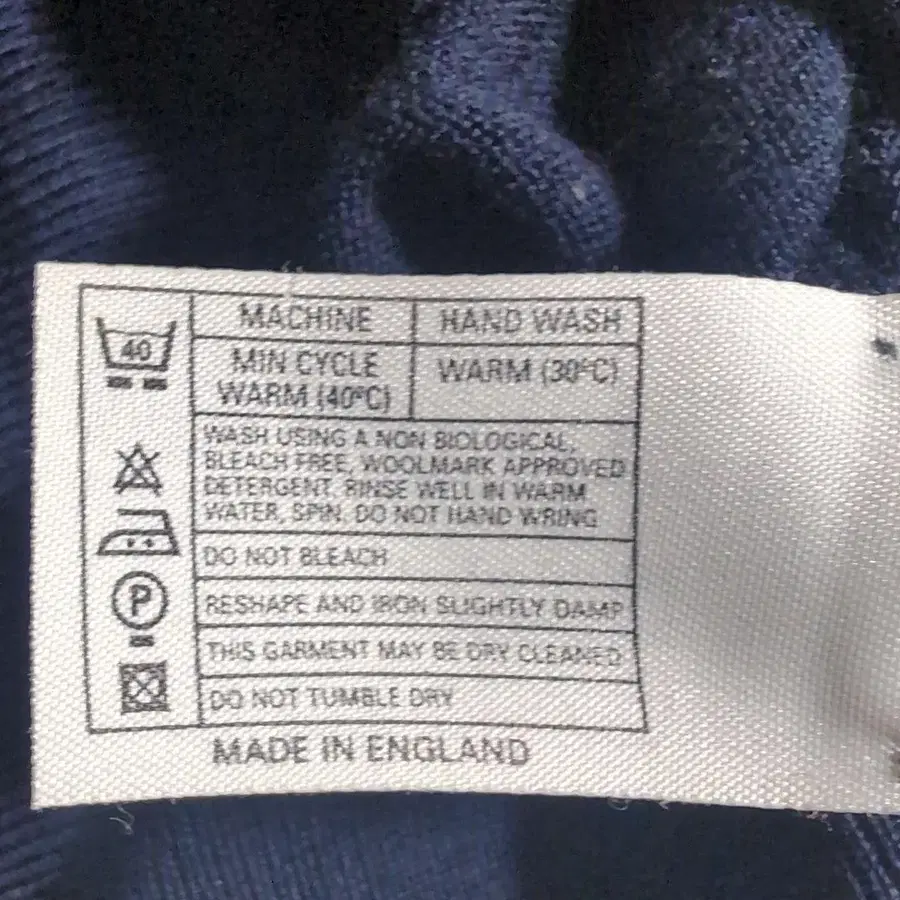 40
MACHINE
HAND WASH
MIN CYCLE
WARM (40°C)
WARM (30°C)
WASH USING A NON BIOLOGICAL,
BLEACH FREE, WOOLMARK APPROVED
DETERGENT. RINSE WELL IN WARM
WATER, SPIN. DO NOT HAND WRING
DO NOT BLEACH
P
RESHAPE AND IRON SLIGHTLY DAMP
THIS GARMENT MAY BE DRY CLEANED
DO NOT TUMBLE DRY
MADE IN ENGLAND